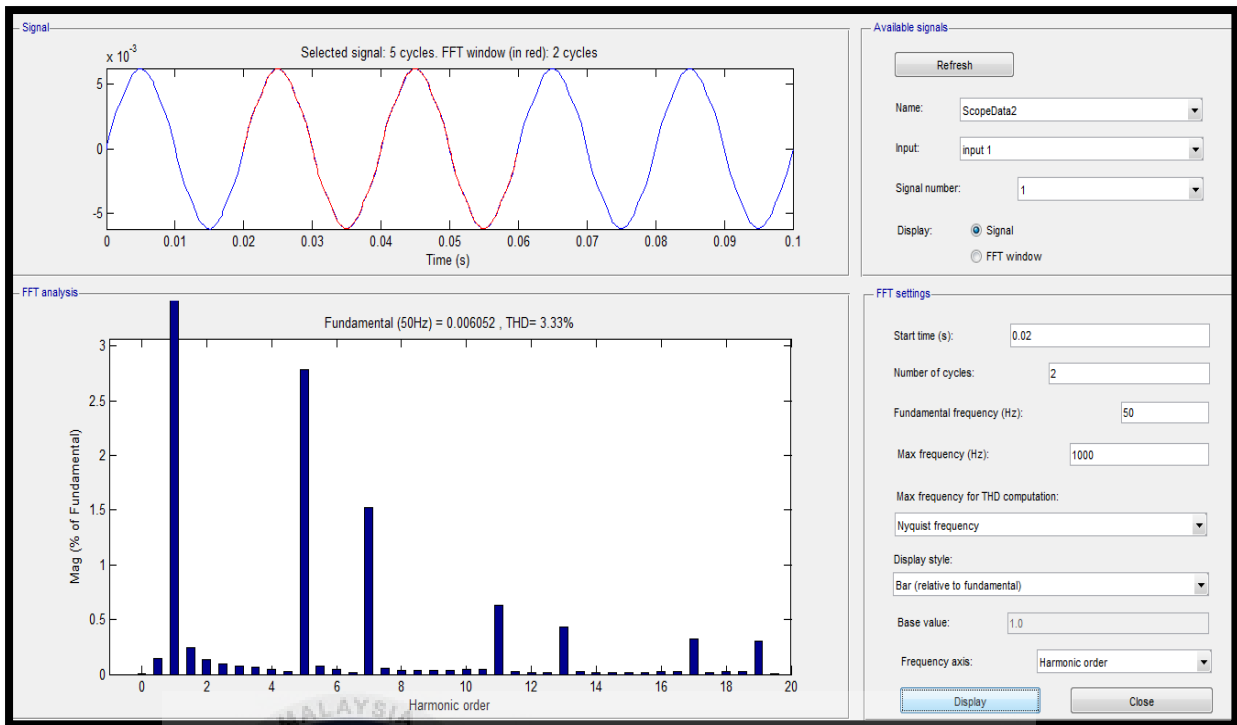 Signal
Selected signal: 5 cycles. FFT window (in red): 2 cycles
x 10^-3
5
0
-5
0 0.01 0.02 0.03 0.04 0.05 0.06 0.07 0.08 0.09 0.1
Time (s)
FFT analysis
Fundamental (50Hz) = 0.006052 , THD= 3.33%
Mag (% of Fundamental)
3
2.5
2
1.5
1
0.5
0
0 2 4 6 8 10 12 14 16 18 20
Harmonic order
MALAYSIA
Available signals
Refresh
Name: ScopeData2
Input: input 1
Signal number: 1
Display: Signal
FFT window
FFT settings
Start time (s): 0.02
Number of cycles: 2
Fundamental frequency (Hz): 50
Max frequency (Hz): 1000
Max frequency for THD computation:
Nyquist frequency
Display style:
Bar (relative to fundamental)
Base value: 1.0
Frequency axis: Harmonic order
Display Close